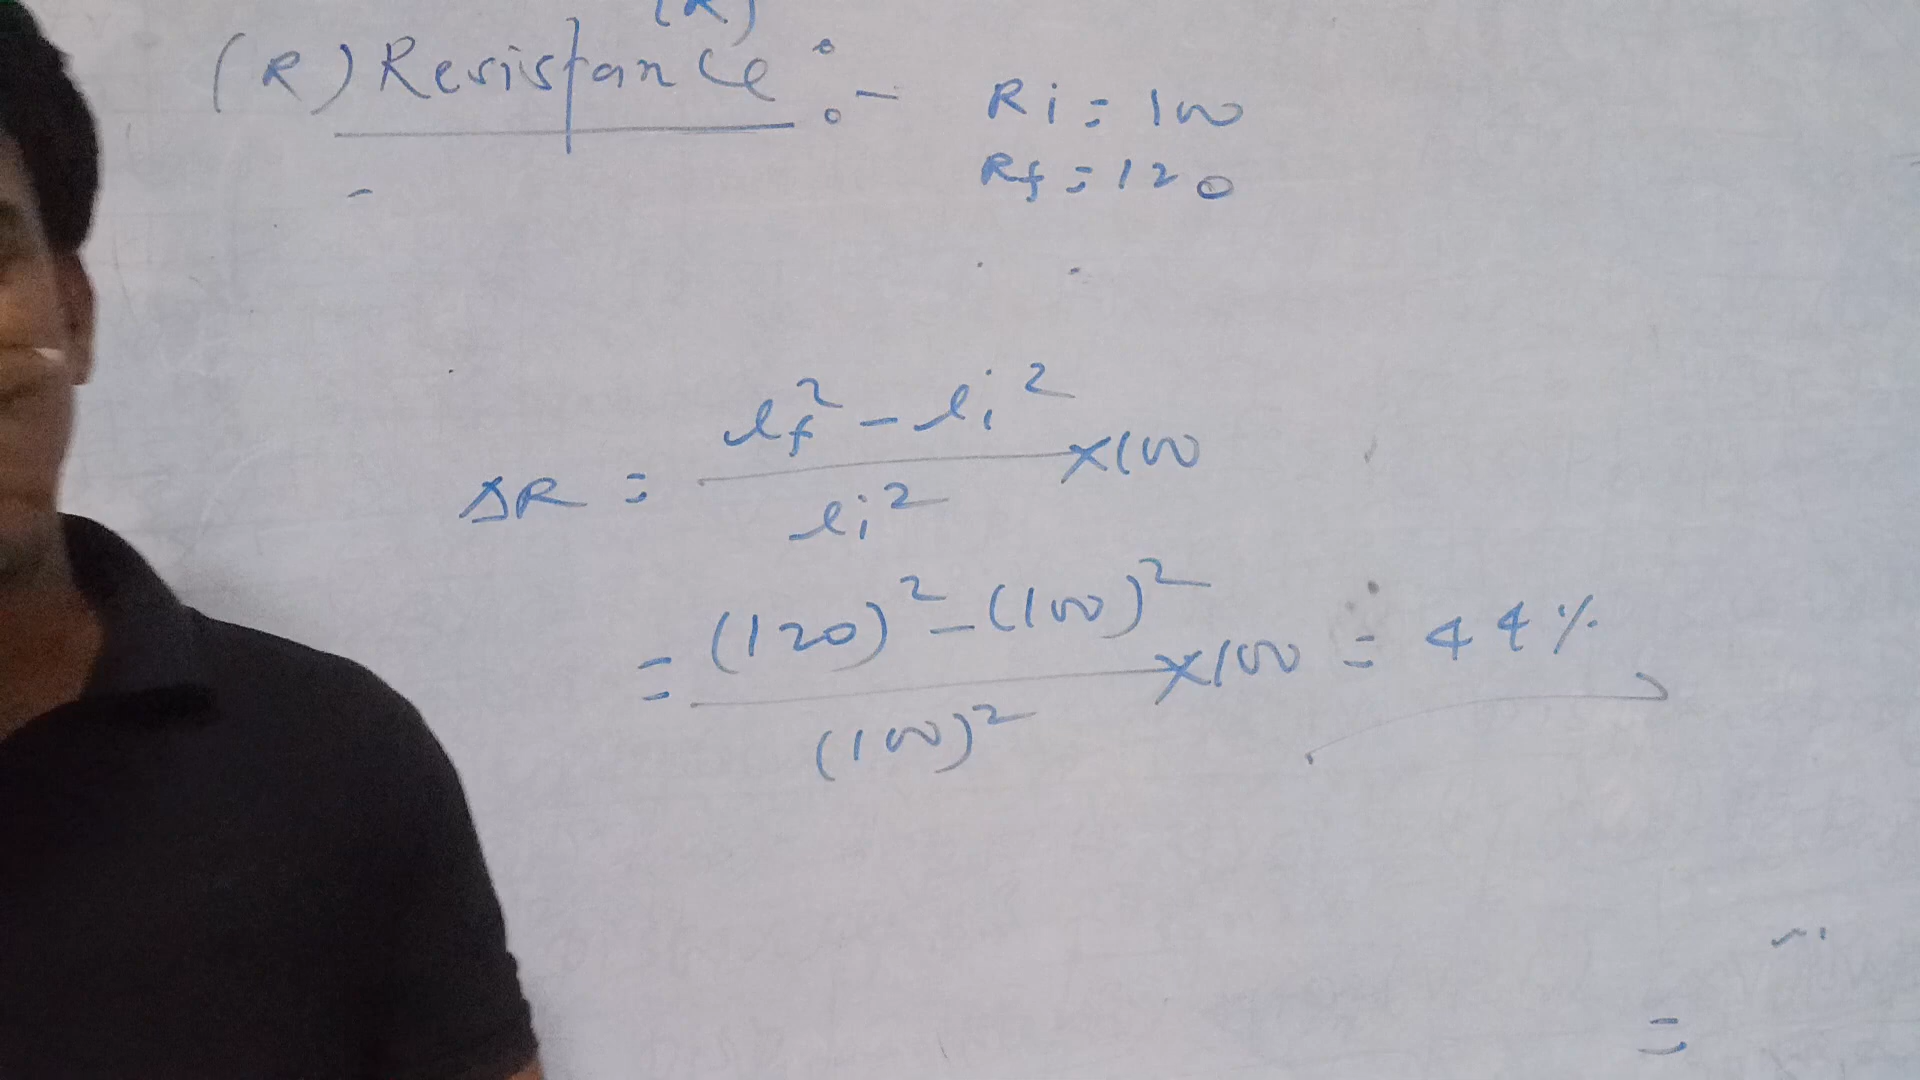 (R)
(R) Resistance :-
Ri = 100
Rf = 120
ΔR = lf² - li² / li² ×100
= (120)² - (100)² / (100)² ×100 = 44%
=